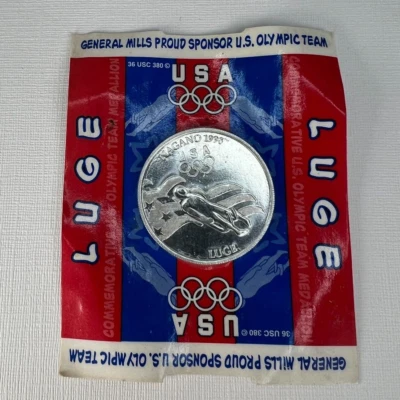 GENERAL MILLS PROUD SPONSOR U.S. OLYMPIC TEAM
36 USC 380 ©
USA
LUGE
COMMEMORATIVE U.S. OLYMPIC TEAM MEDALLION
NAGANO 1998
USA
LUGE
COMMEMORATIVE U.S. OLYMPIC TEAM MEDALLION
LUGE
USA
36 USC 380 ©
GENERAL MILLS PROUD SPONSOR U.S. OLYMPIC TEAM